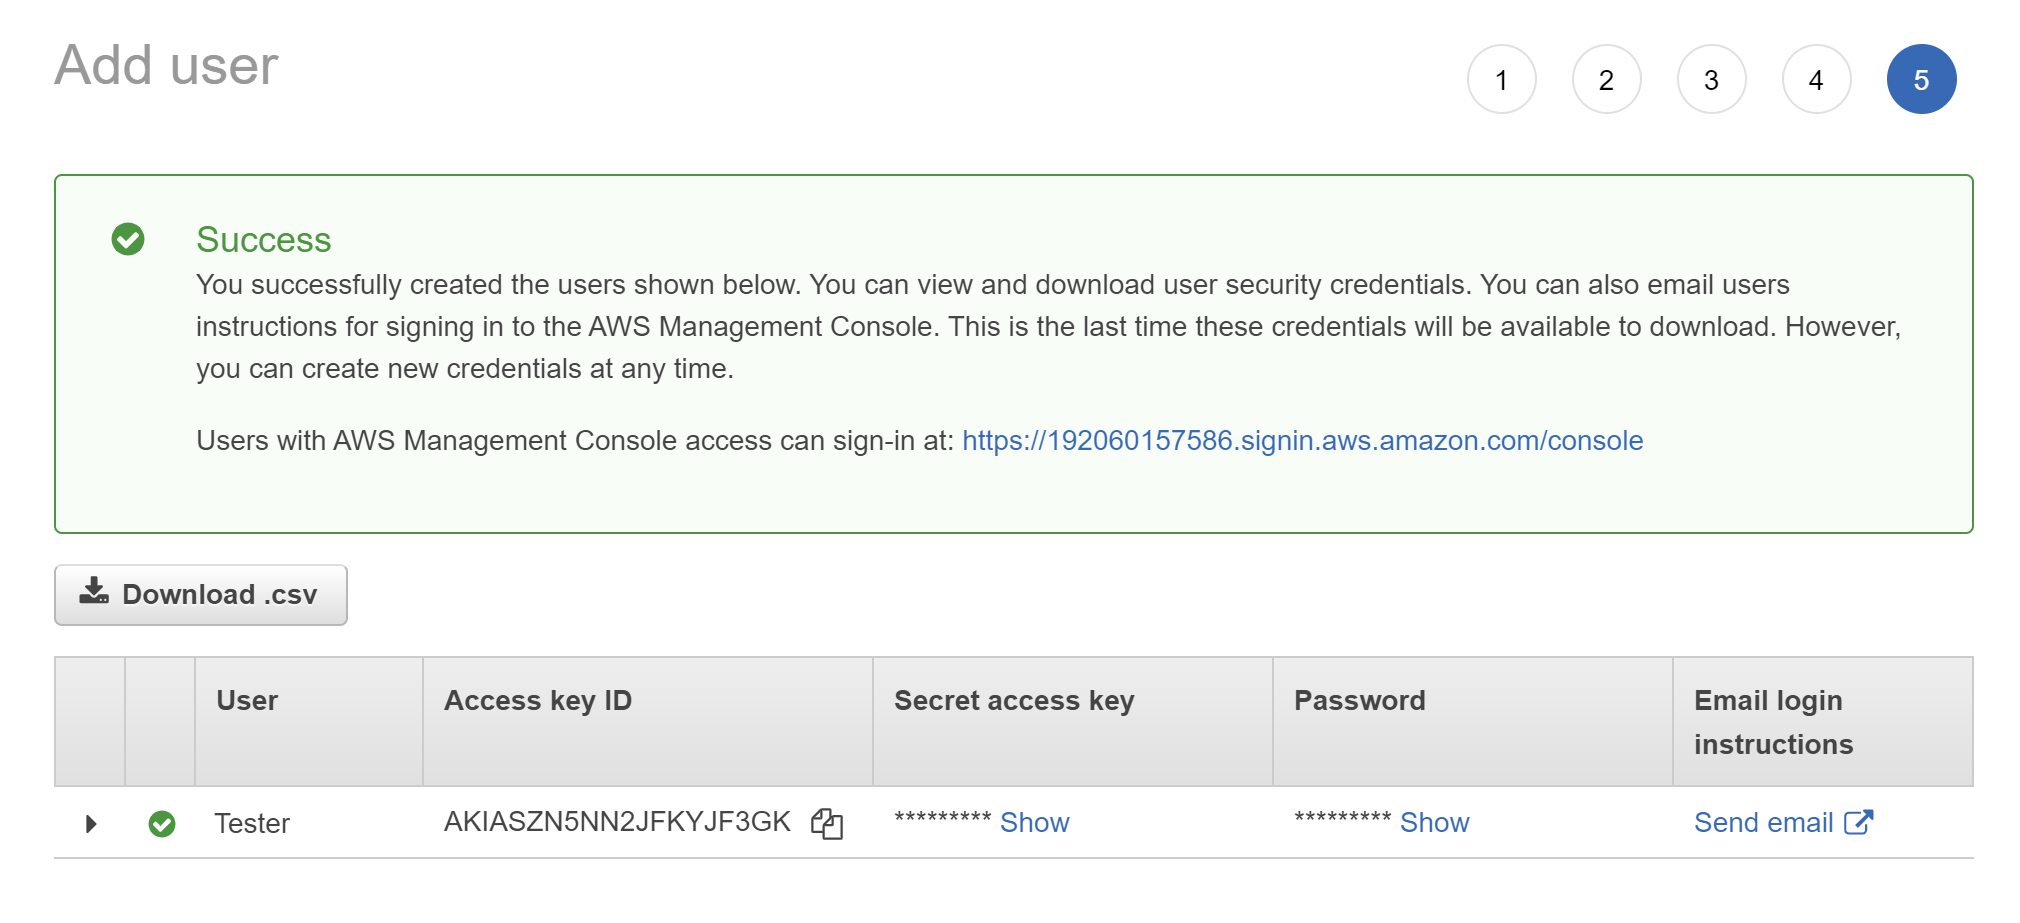 Add user
1 2 3 4 5
Success
You successfully created the users shown below. You can view and download user security credentials. You can also email users
instructions for signing in to the AWS Management Console. This is the last time these credentials will be available to download. However,
you can create new credentials at any time.
Users with AWS Management Console access can sign-in at: https://192060157586.signin.aws.amazon.com/console
Download .csv
User Access key ID Secret access key Password Email login
instructions
Tester AKIASZN5NN2JFKYJF3GK ********* Show ********* Show Send email